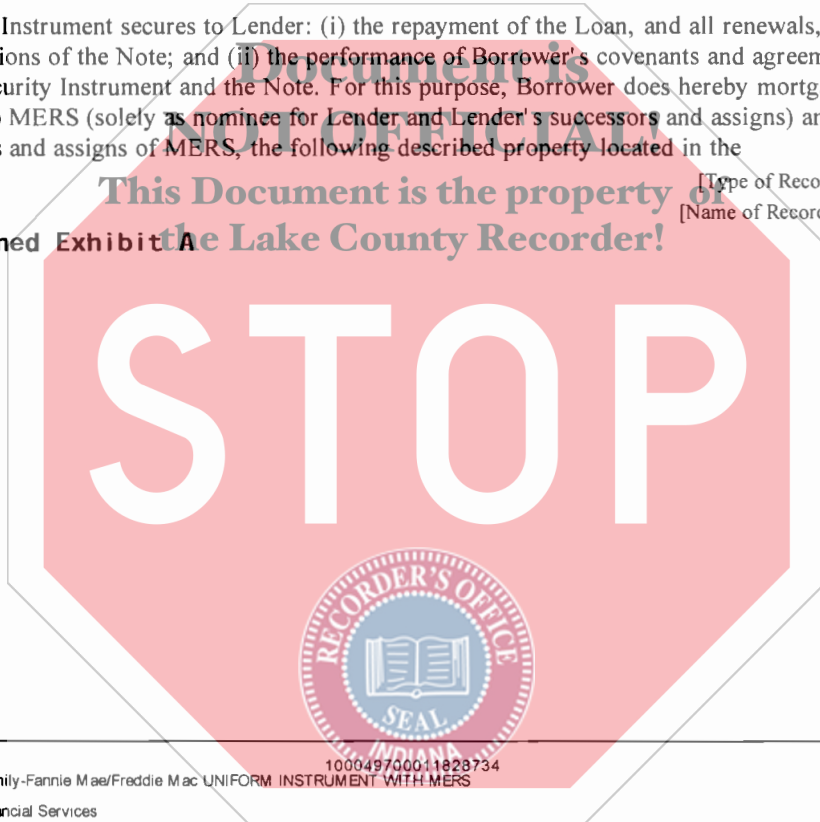 Instrument secures to Lender: (i) the repayment of the Loan, and all renewals,
ions of the Note; and (ii) the performance of Borrower's covenants and agreem
Document is
curity Instrument and the Note. For this purpose, Borrower does hereby mortg
MERS (solely as nominee for Lender and Lender's successors and assigns) an
NOT OFFICIAL!
s and assigns of MERS, the following described property located in the
[Type of Reco
This Document is the property of
[Name of Record
ned Exhibit A
the Lake County Recorder!
STOP
RECORDER'S OFFICE
SEAL
INDIANA
100049700011828734
mily-Fannie Mae/Freddie Mac UNIFORM INSTRUMENT WITH MERS
ancial Services